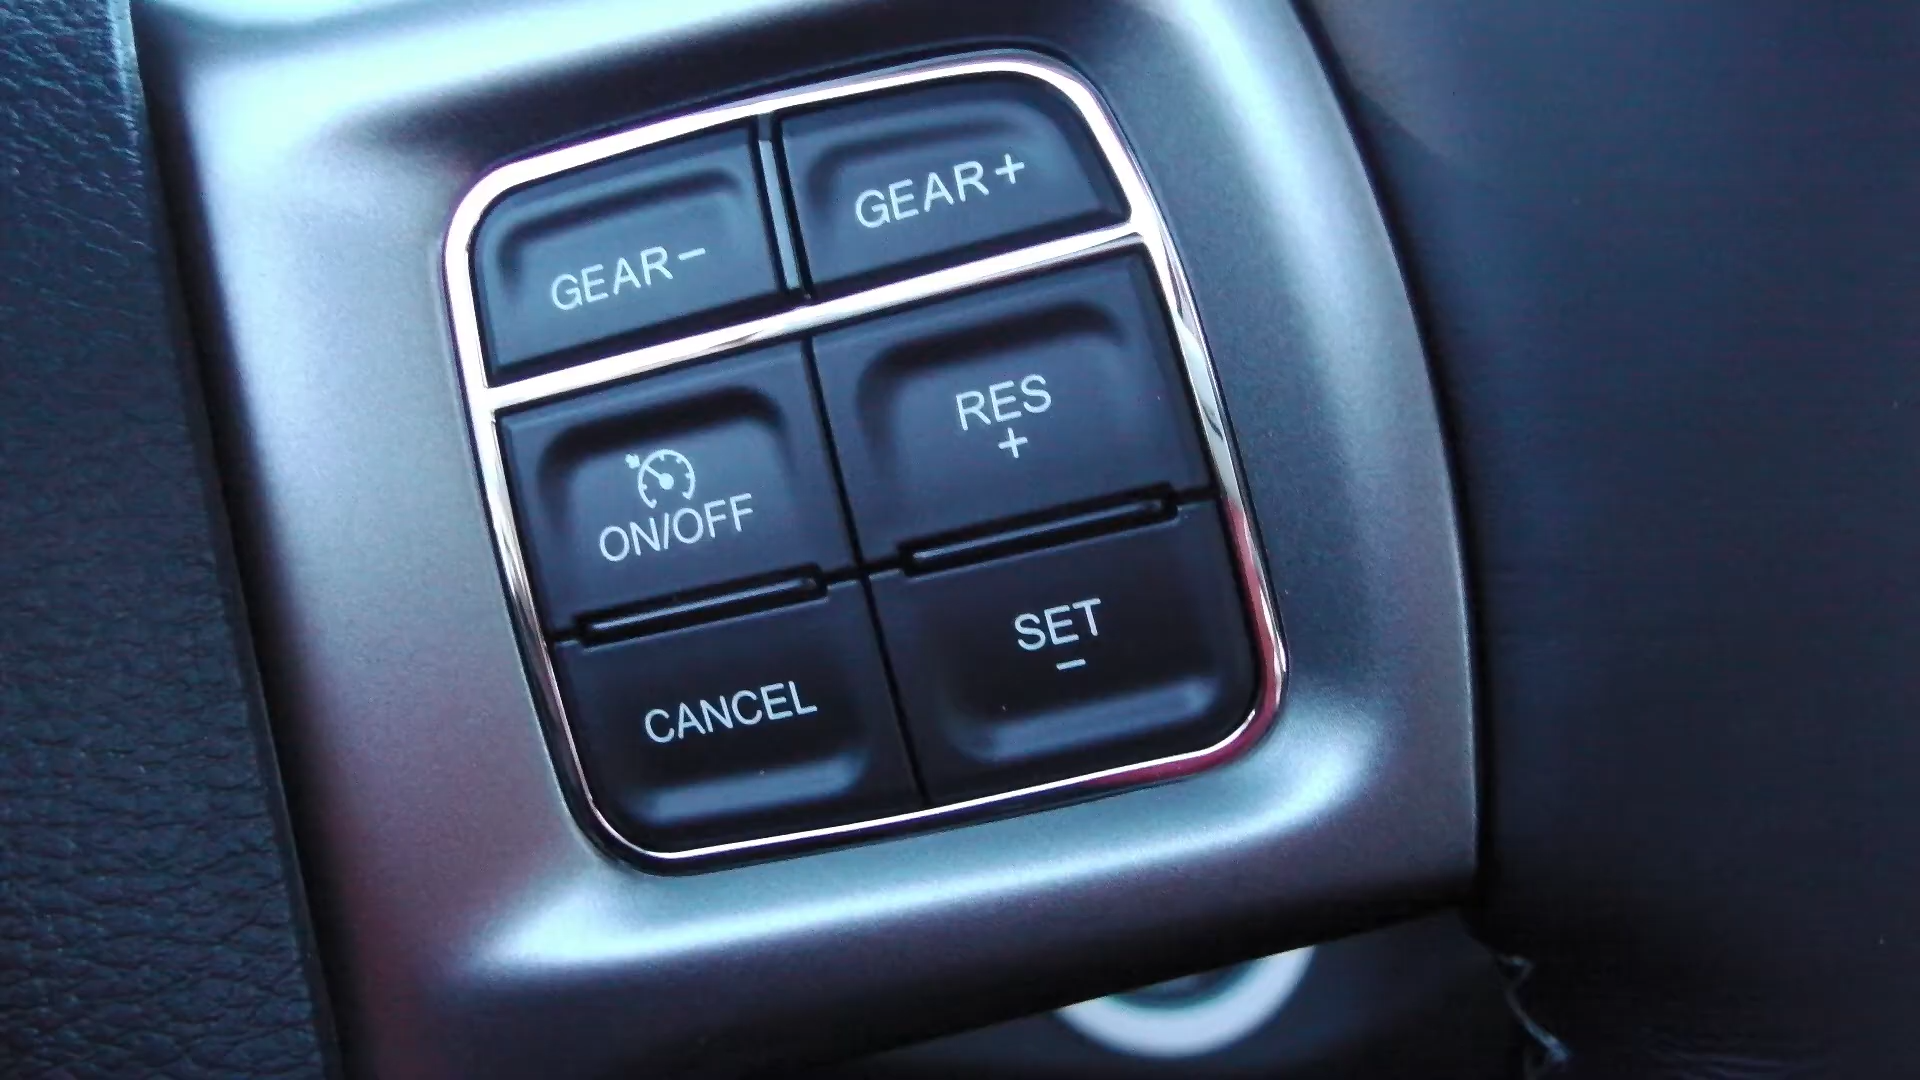 GEAR− GEAR+
RES
+
ON/OFF
SET
−
CANCEL